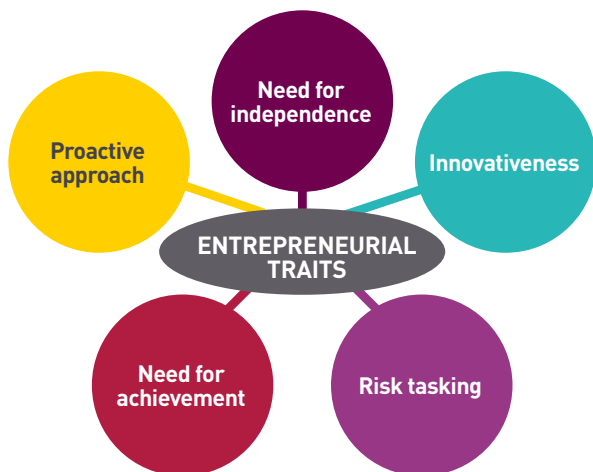 Need for
independence
Proactive
approach
Innovativeness
ENTREPRENEURIAL
TRAITS
Need for
achievement
Risk tasking